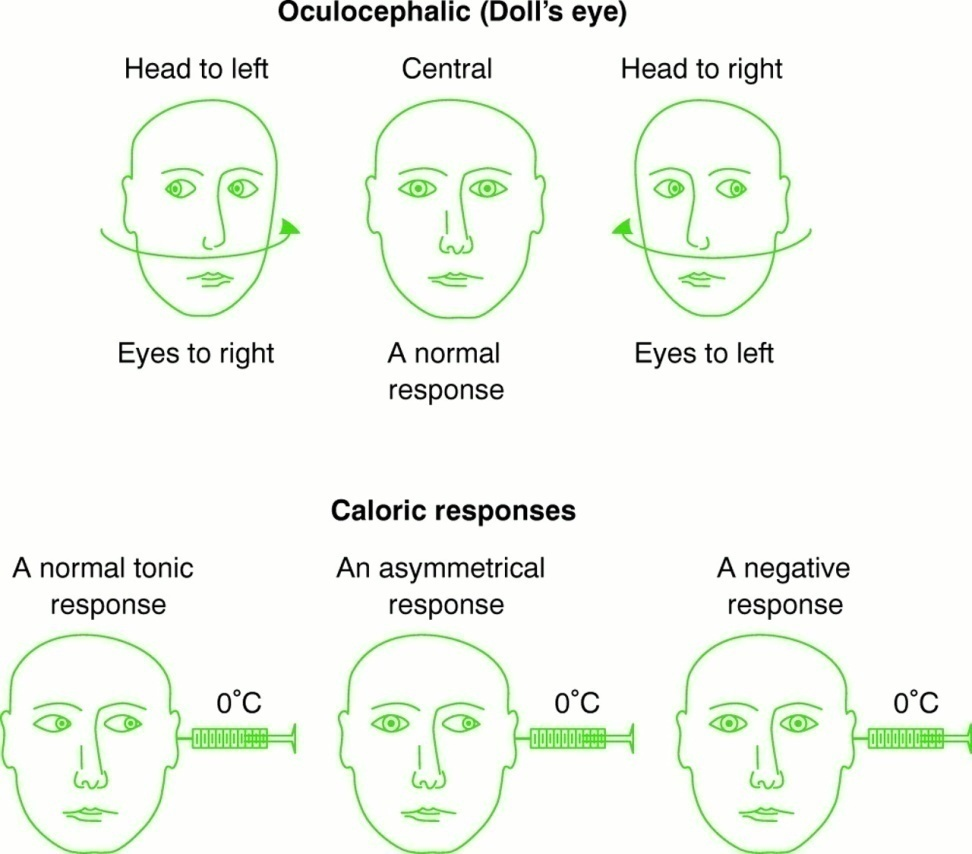 Oculocephalic (Doll's eye)
Head to left
Central
Head to right
Eyes to right
A normal
response
Eyes to left
Caloric responses
A normal tonic
response
An asymmetrical
response
A negative
response
0°C
0°C
0°C